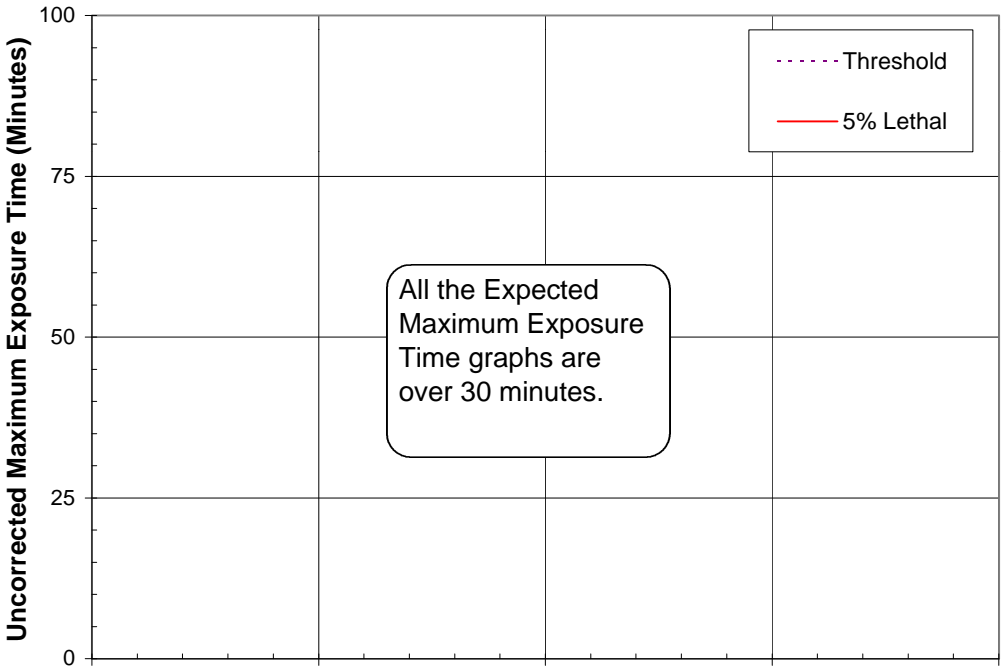 Uncorrected Maximum Exposure Time (Minutes)
100
75
50
25
0
Threshold
5% Lethal
All the Expected
Maximum Exposure
Time graphs are
over 30 minutes.